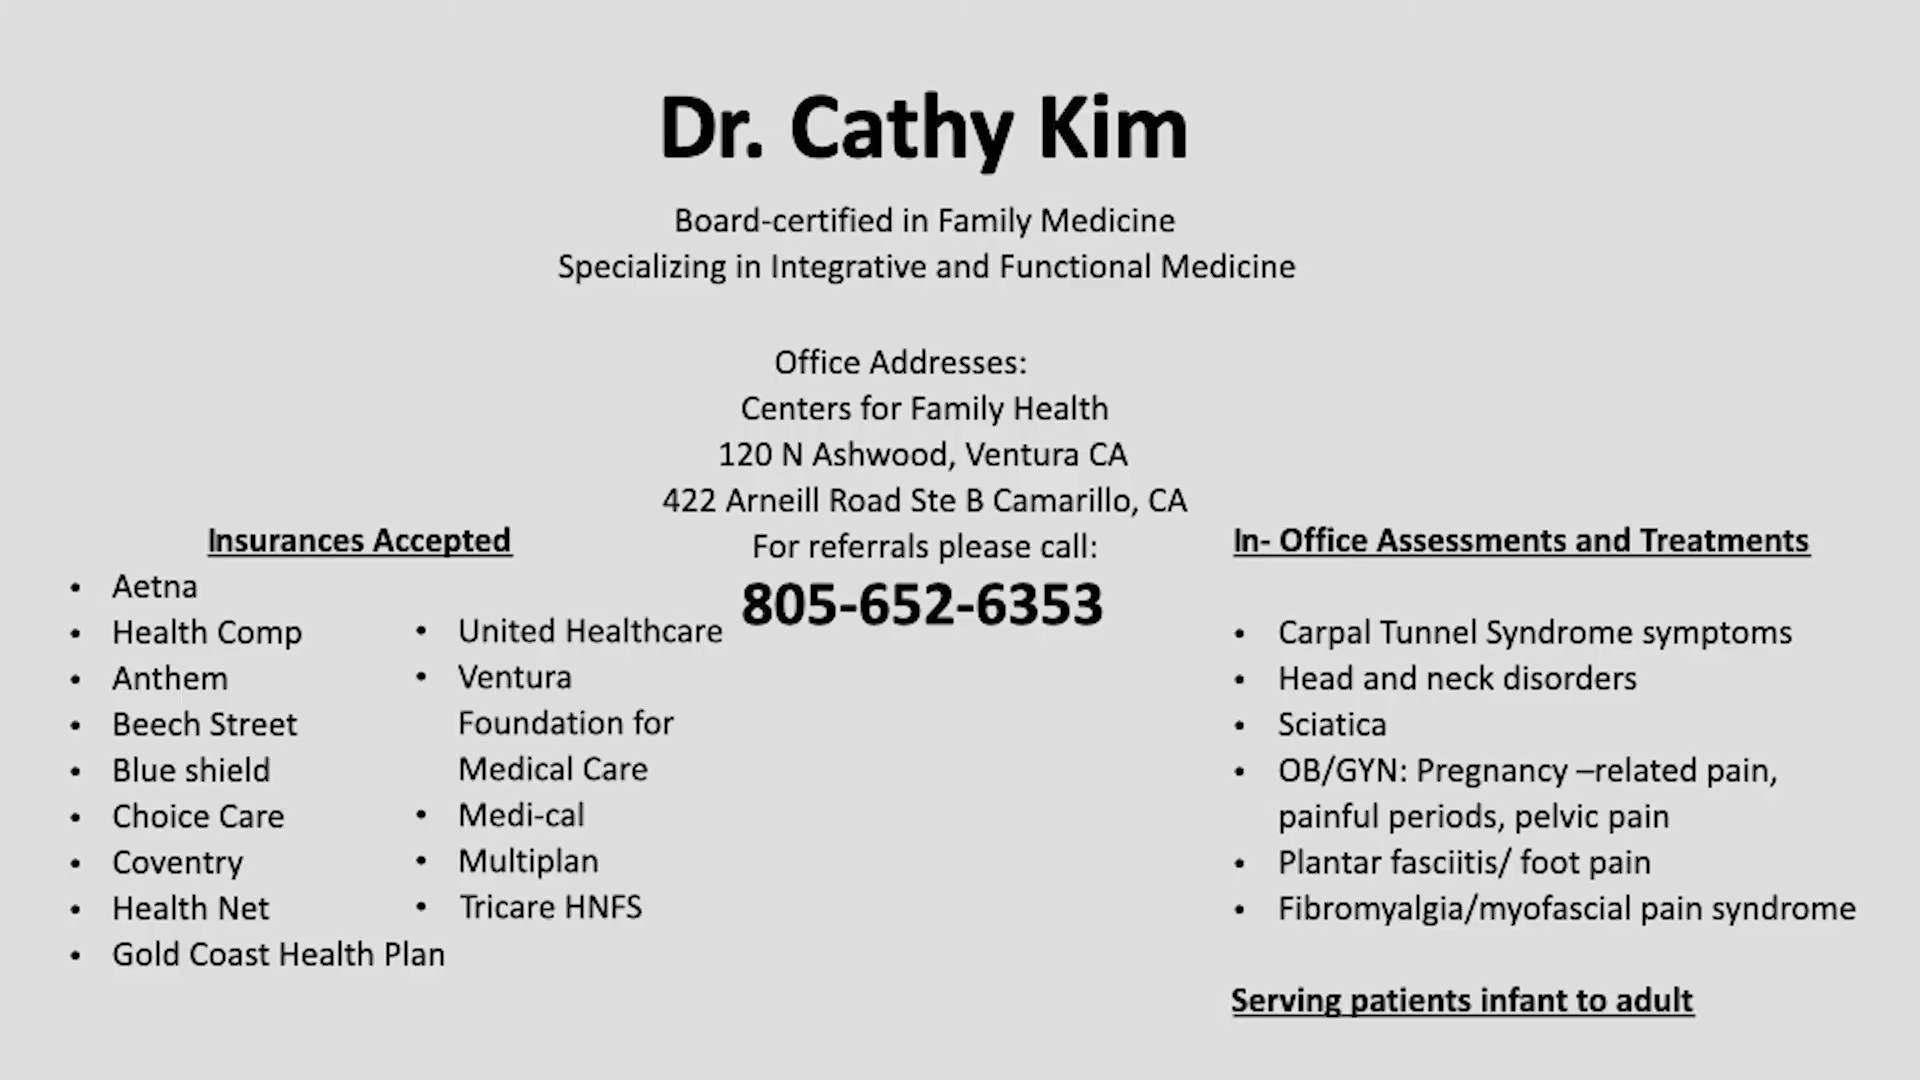 Dr. Cathy Kim
Board-certified in Family Medicine
Specializing in Integrative and Functional Medicine
Office Addresses:
Centers for Family Health
120 N Ashwood, Ventura CA
422 Arneill Road Ste B Camarillo, CA
For referrals please call:
805-652-6353
Insurances Accepted
• Aetna
• Health Comp
• Anthem
• Beech Street
• Blue shield
• Choice Care
• Coventry
• Health Net
• Gold Coast Health Plan
• United Healthcare
• Ventura
Foundation for
Medical Care
• Medi-cal
• Multiplan
• Tricare HNFS
In- Office Assessments and Treatments
• Carpal Tunnel Syndrome symptoms
• Head and neck disorders
• Sciatica
• OB/GYN: Pregnancy –related pain,
painful periods, pelvic pain
• Plantar fasciitis/ foot pain
• Fibromyalgia/myofascial pain syndrome
Serving patients infant to adult